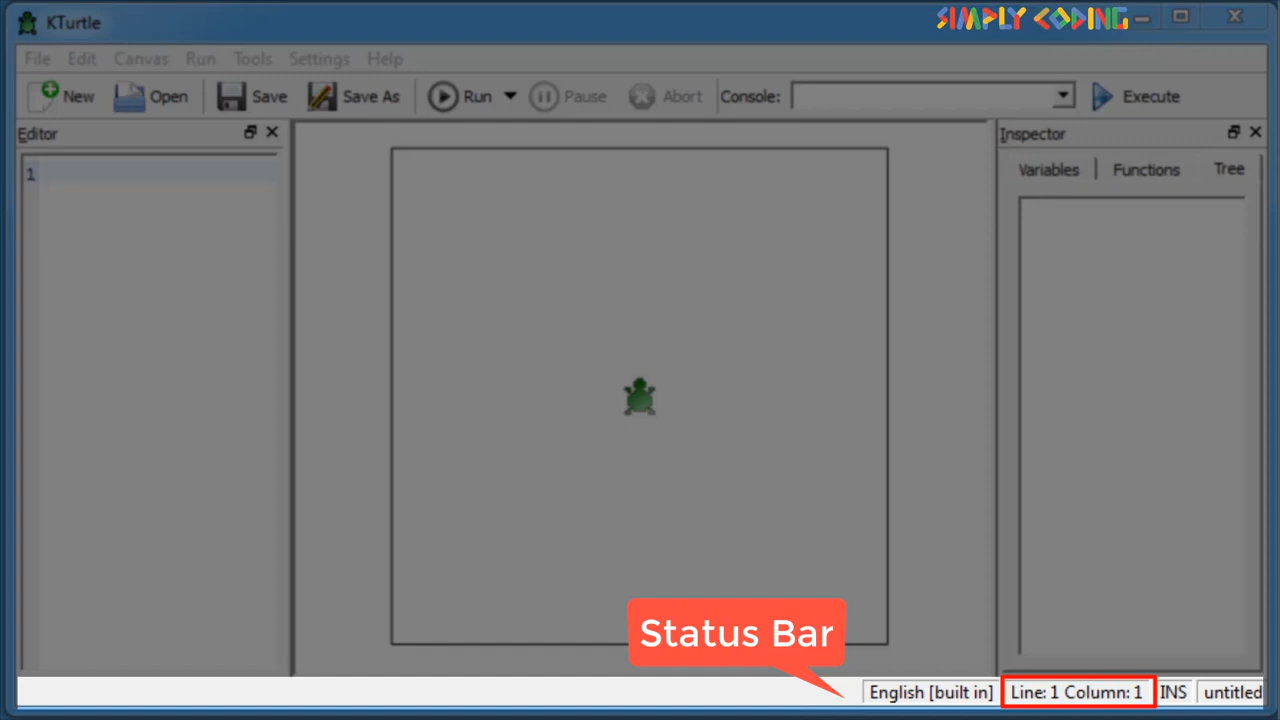 KTurtle
SIMPLY CODING
File Edit Canvas Run Tools Settings Help
New Open Save Save As Run Pause Abort Console: Execute
Editor
Inspector
1
Variables Functions Tree
Status Bar
English [built in] Line: 1 Column: 1 INS untitled